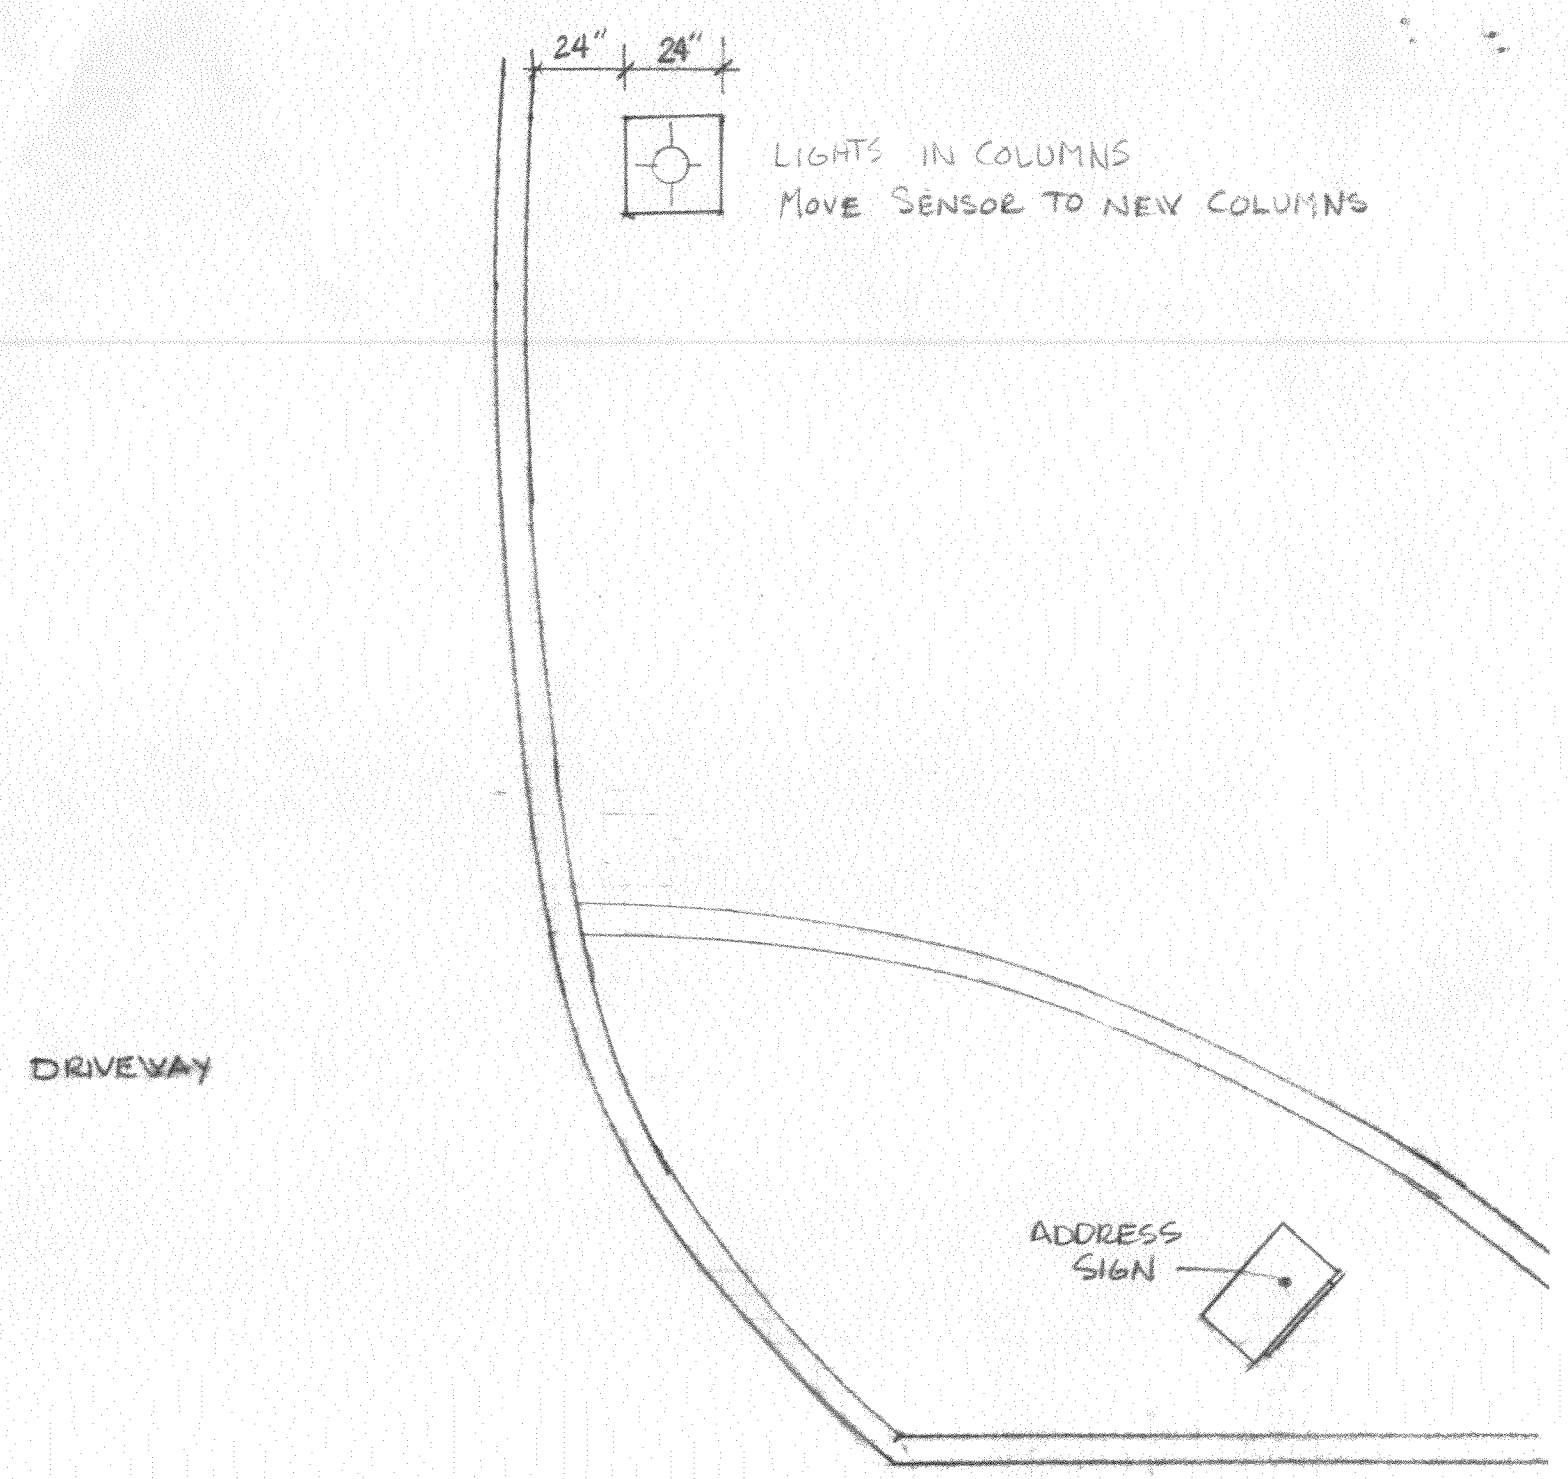 24" 24"
LIGHTS IN COLUMNS
MOVE SENSOR TO NEW COLUMNS
DRIVEWAY
ADDRESS
SIGN